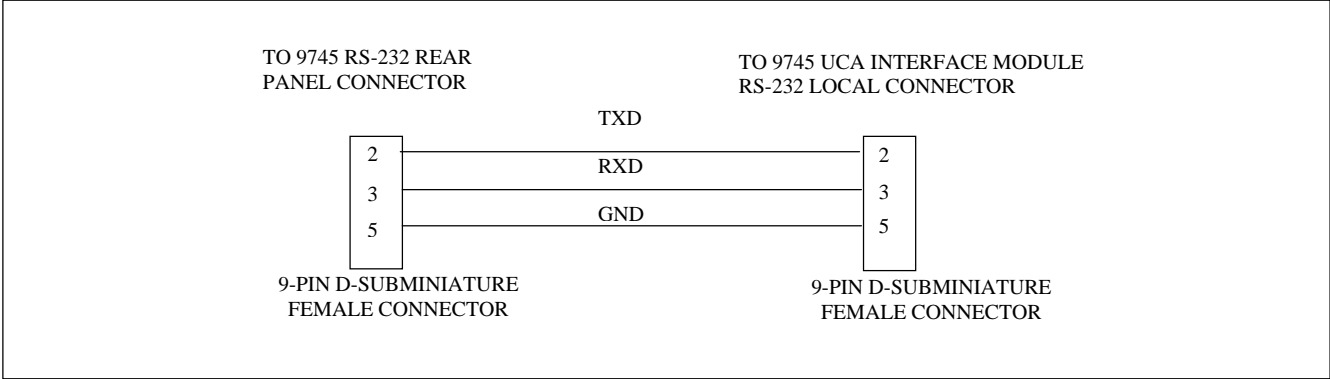 TO 9745 RS-232 REAR
PANEL CONNECTOR
TO 9745 UCA INTERFACE MODULE
RS-232 LOCAL CONNECTOR
TXD
2
2
RXD
3
3
GND
5
5
9-PIN D-SUBMINIATURE
FEMALE CONNECTOR
9-PIN D-SUBMINIATURE
FEMALE CONNECTOR